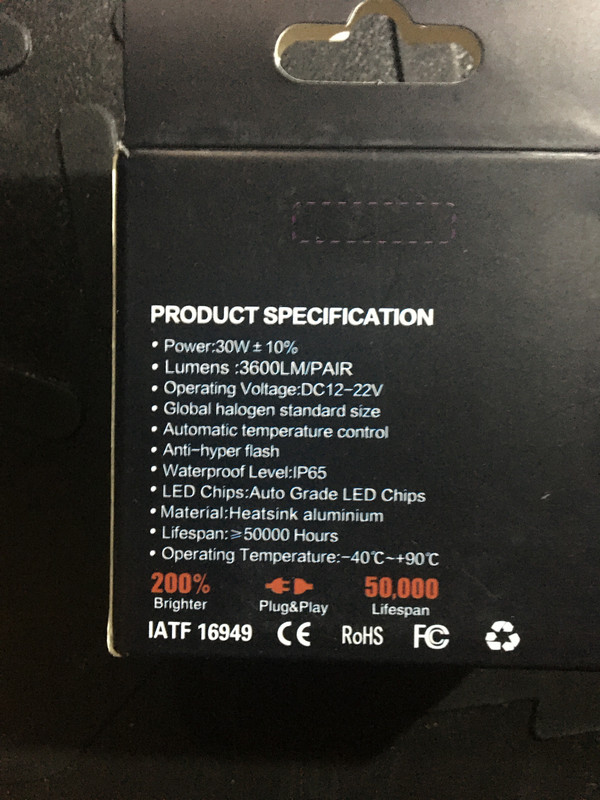 PRODUCT SPECIFICATION
• Power:30W ± 10%
• Lumens :3600LM/PAIR
• Operating Voltage:DC12-22V
• Global halogen standard size
• Automatic temperature control
• Anti-hyper flash
• Waterproof Level:IP65
• LED Chips:Auto Grade LED Chips
• Material:Heatsink aluminium
• Lifespan:≥50000 Hours
• Operating Temperature:-40℃~+90℃
200% 50,000
Brighter Plug&Play Lifespan
IATF 16949 CE RoHS FC